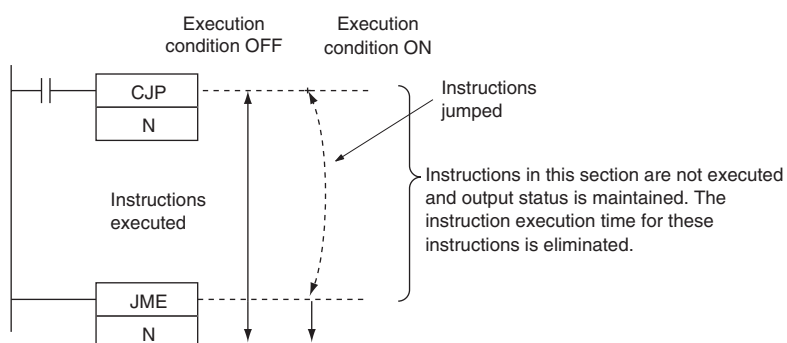 Execution
condition OFF
Execution
condition ON
CJP
N
Instructions
jumped
Instructions in this section are not executed
and output status is maintained. The
instruction execution time for these
instructions is eliminated.
Instructions
executed
JME
N